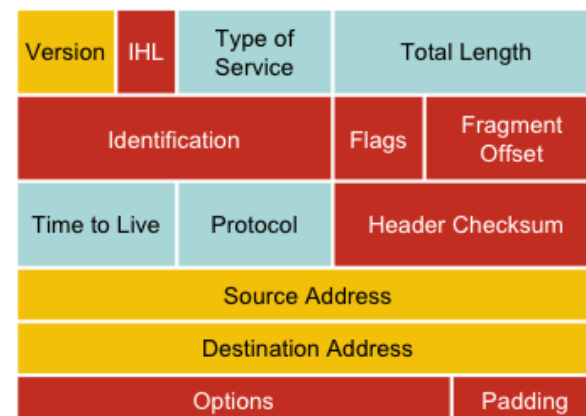 Version IHL Type of Service Total Length
Identification Flags Fragment Offset
Time to Live Protocol Header Checksum
Source Address
Destination Address
Options Padding